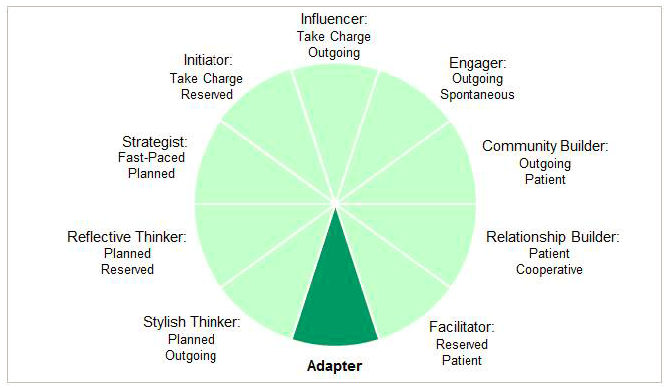 Influencer:
Take Charge
Outgoing
Engager:
Outgoing
Spontaneous
Community Builder:
Outgoing
Patient
Relationship Builder:
Patient
Cooperative
Facilitator:
Reserved
Patient
Adapter
Stylish Thinker:
Planned
Outgoing
Reflective Thinker:
Planned
Reserved
Strategist:
Fast-Paced
Planned
Initiator:
Take Charge
Reserved